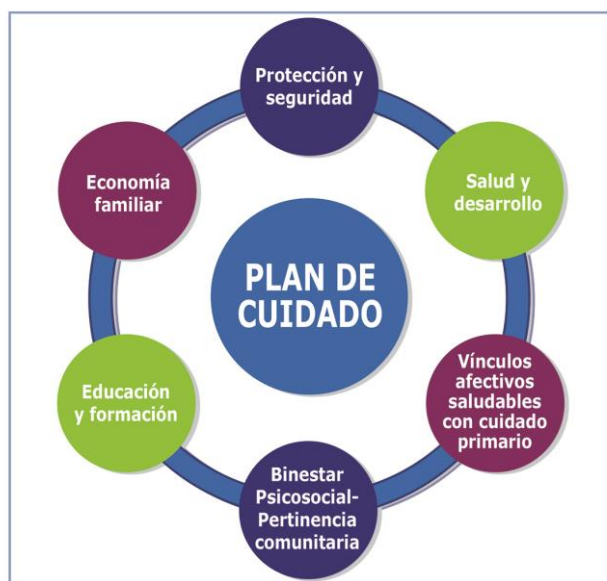 Protección y
seguridad
Economía
familiar
Salud y
desarrollo
PLAN DE
CUIDADO
Educación
y formación
Vínculos
afectivos
saludables
con cuidado
primario
Binestar
Psicosocial-
Pertinencia
comunitaria